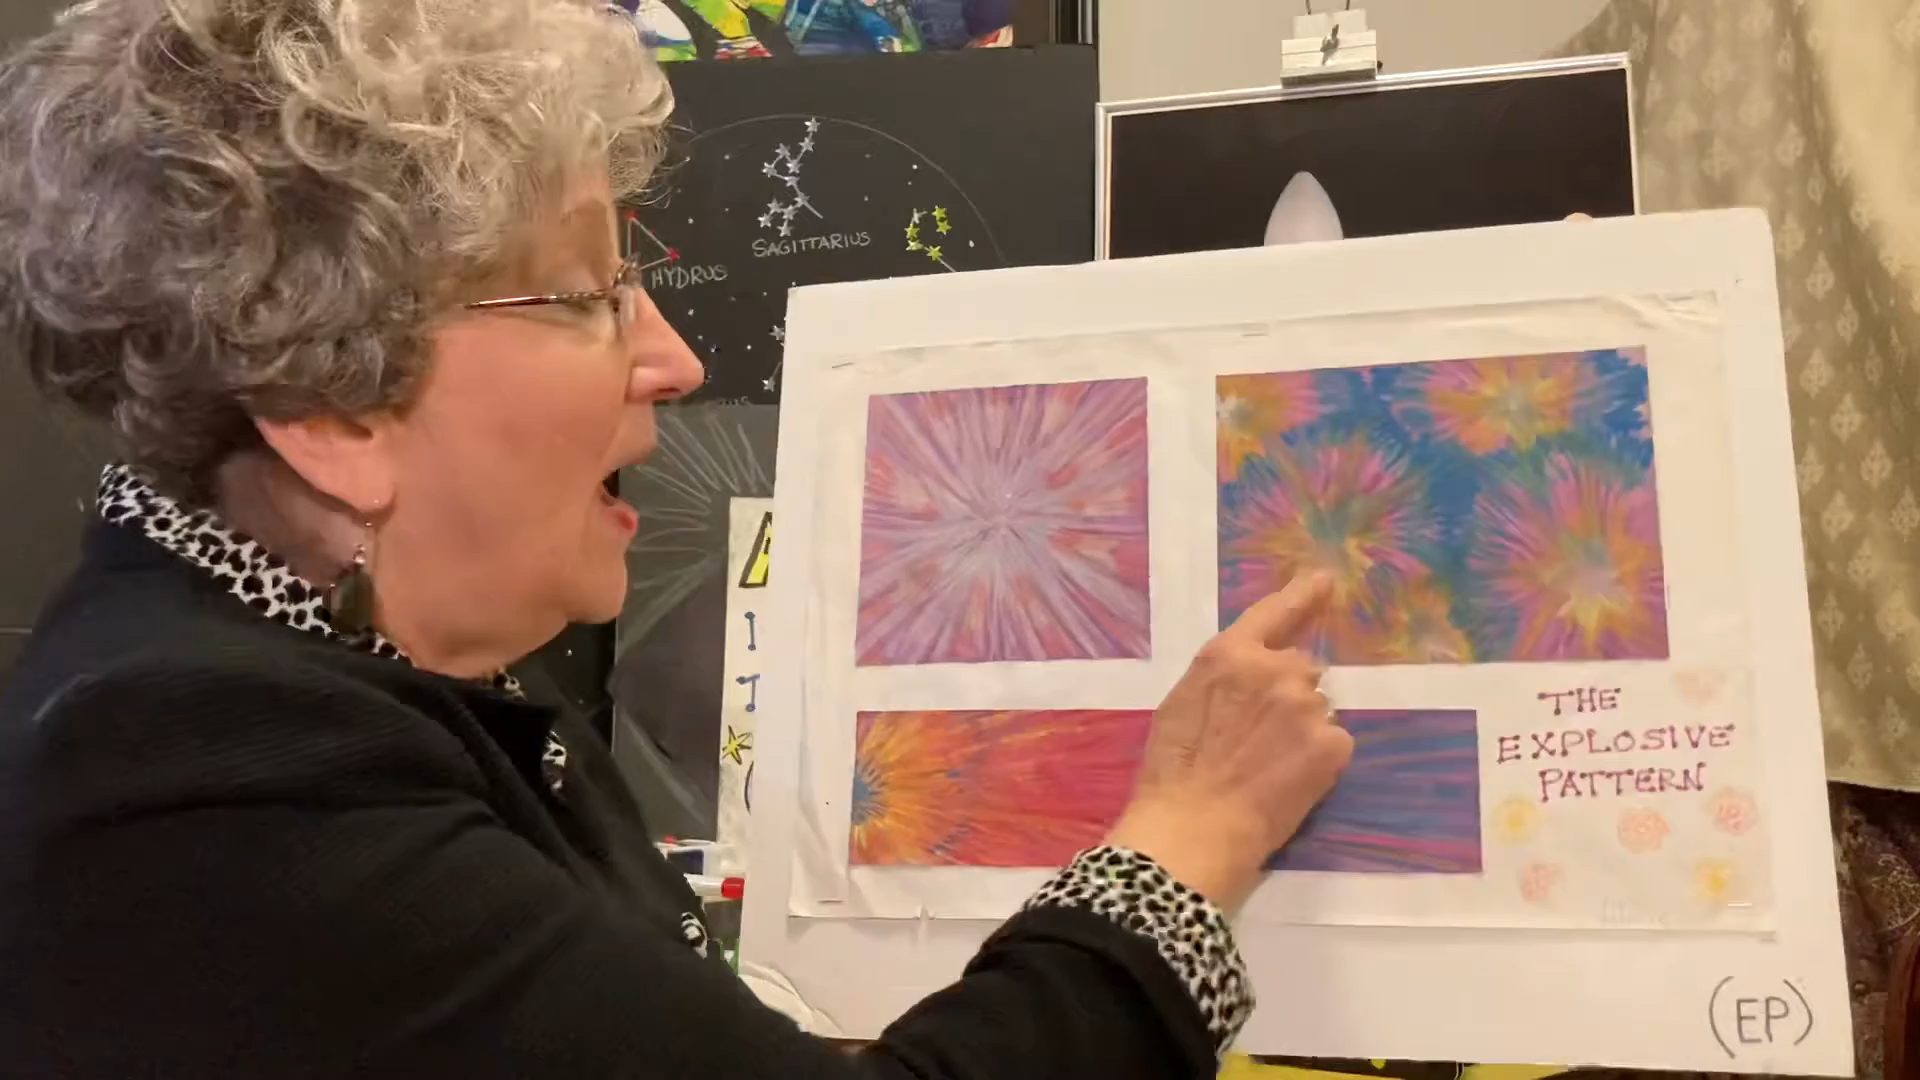 SAGITTARIUS
HYDRUS
THE
EXPLOSIVE
PATTERN
(EP)